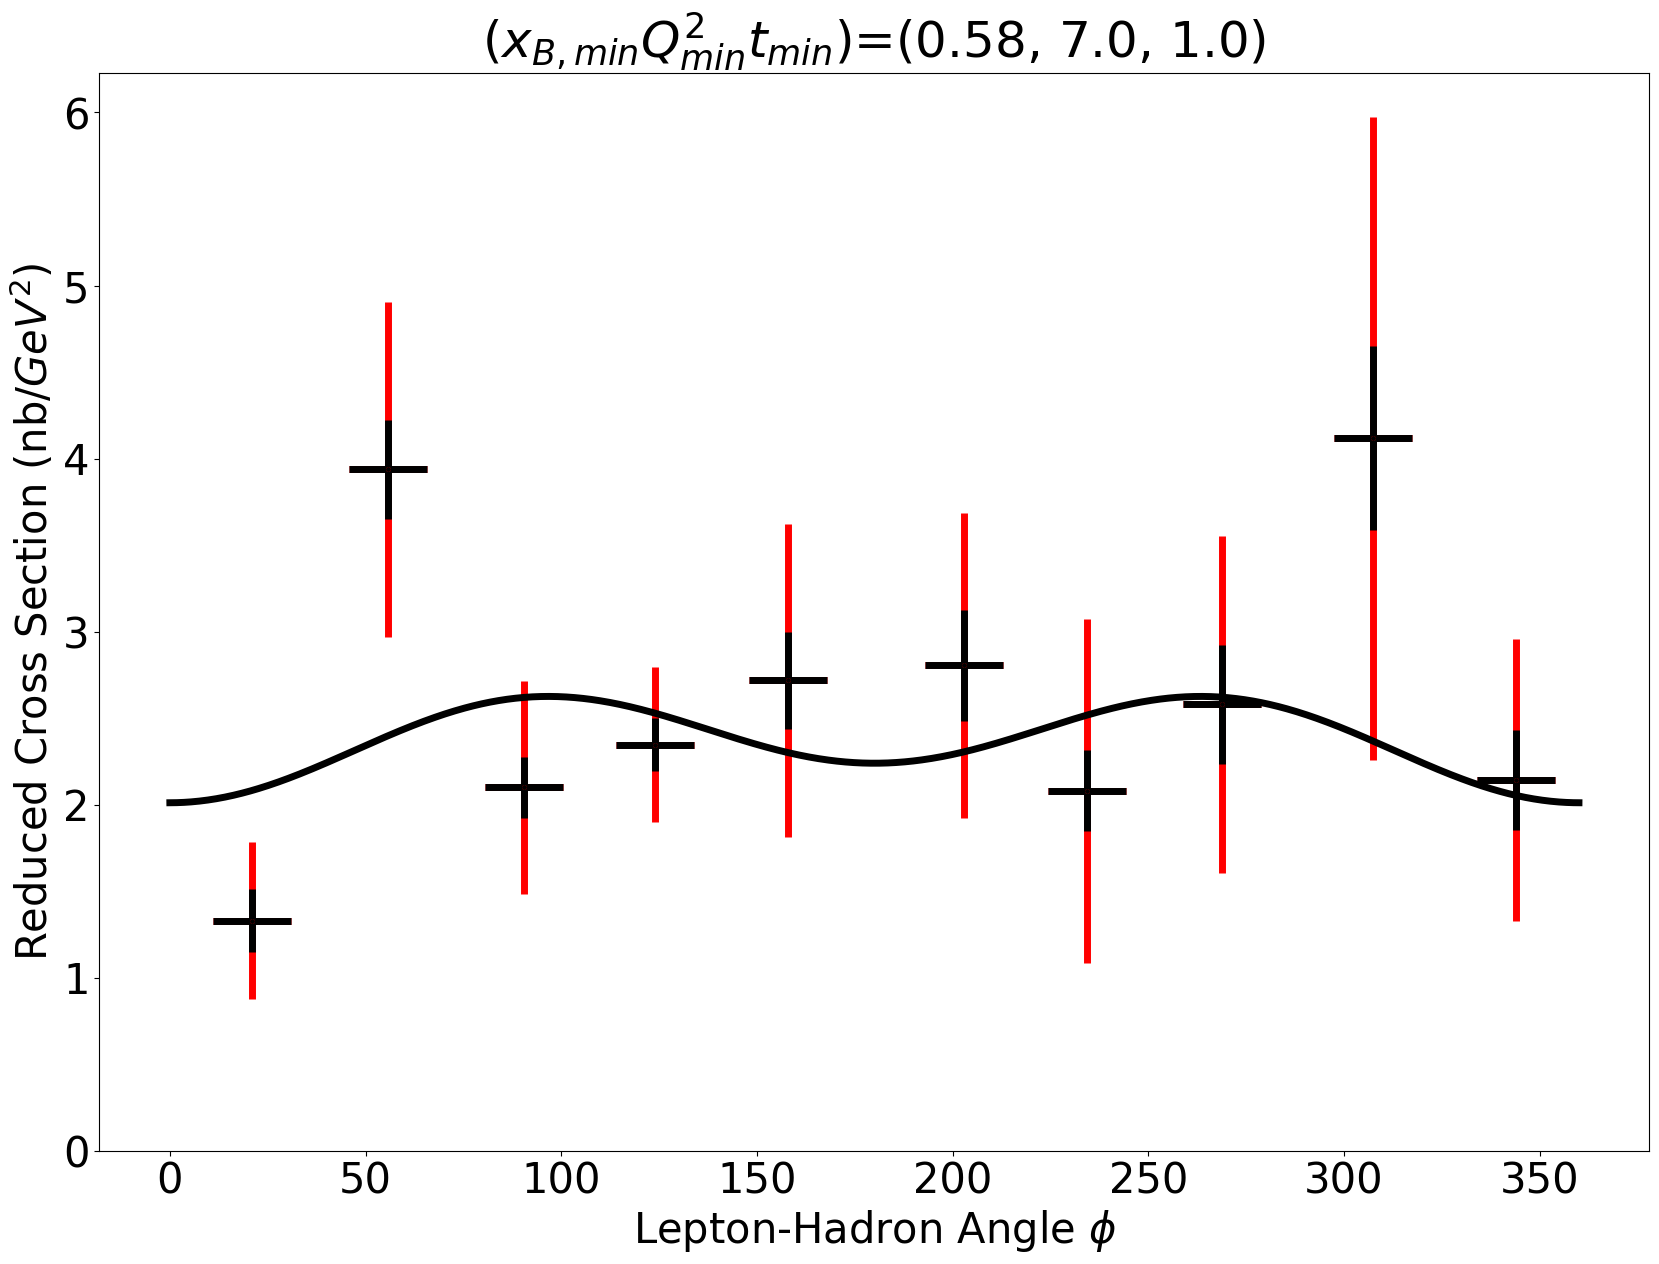 (x_{B,min}Q^2_{min}t_{min})=(0.58, 7.0, 1.0)
Reduced Cross Section (nb/GeV^2)
6
5
4
3
2
1
0
0 50 100 150 200 250 300 350
Lepton-Hadron Angle ϕ